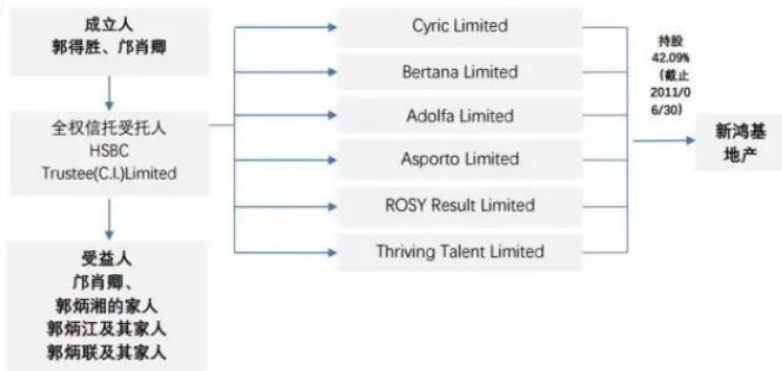 成立人
郭得胜、邝肖卿
全权信托受托人
HSBC
Trustee(C.I.)Limited
受益人
邝肖卿、
郭炳湘的家人
郭炳江及其家人
郭炳联及其家人
Cyric Limited
Bertana Limited
Adolfa Limited
Asporto Limited
ROSY Result Limited
Thriving Talent Limited
持股
42.09%
(截止
2011/0
6/30)
新鸿基
地产